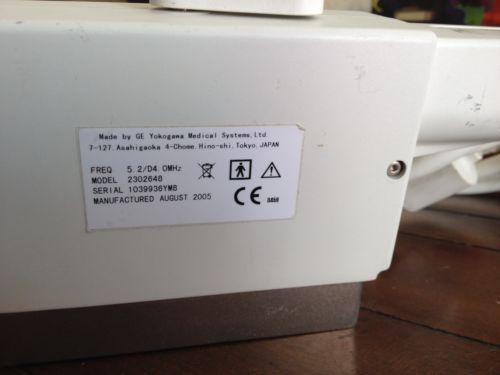 Made by GE Yokogawa Medical Systems,Ltd.
7-127,Asahigaoka 4-Chome,Hino-shi,Tokyo,JAPAN
FREQ 5.2/D4.0MHz
MODEL 2302648
SERIAL 1039936YM8
MANUFACTURED AUGUST 2005
CE 0459